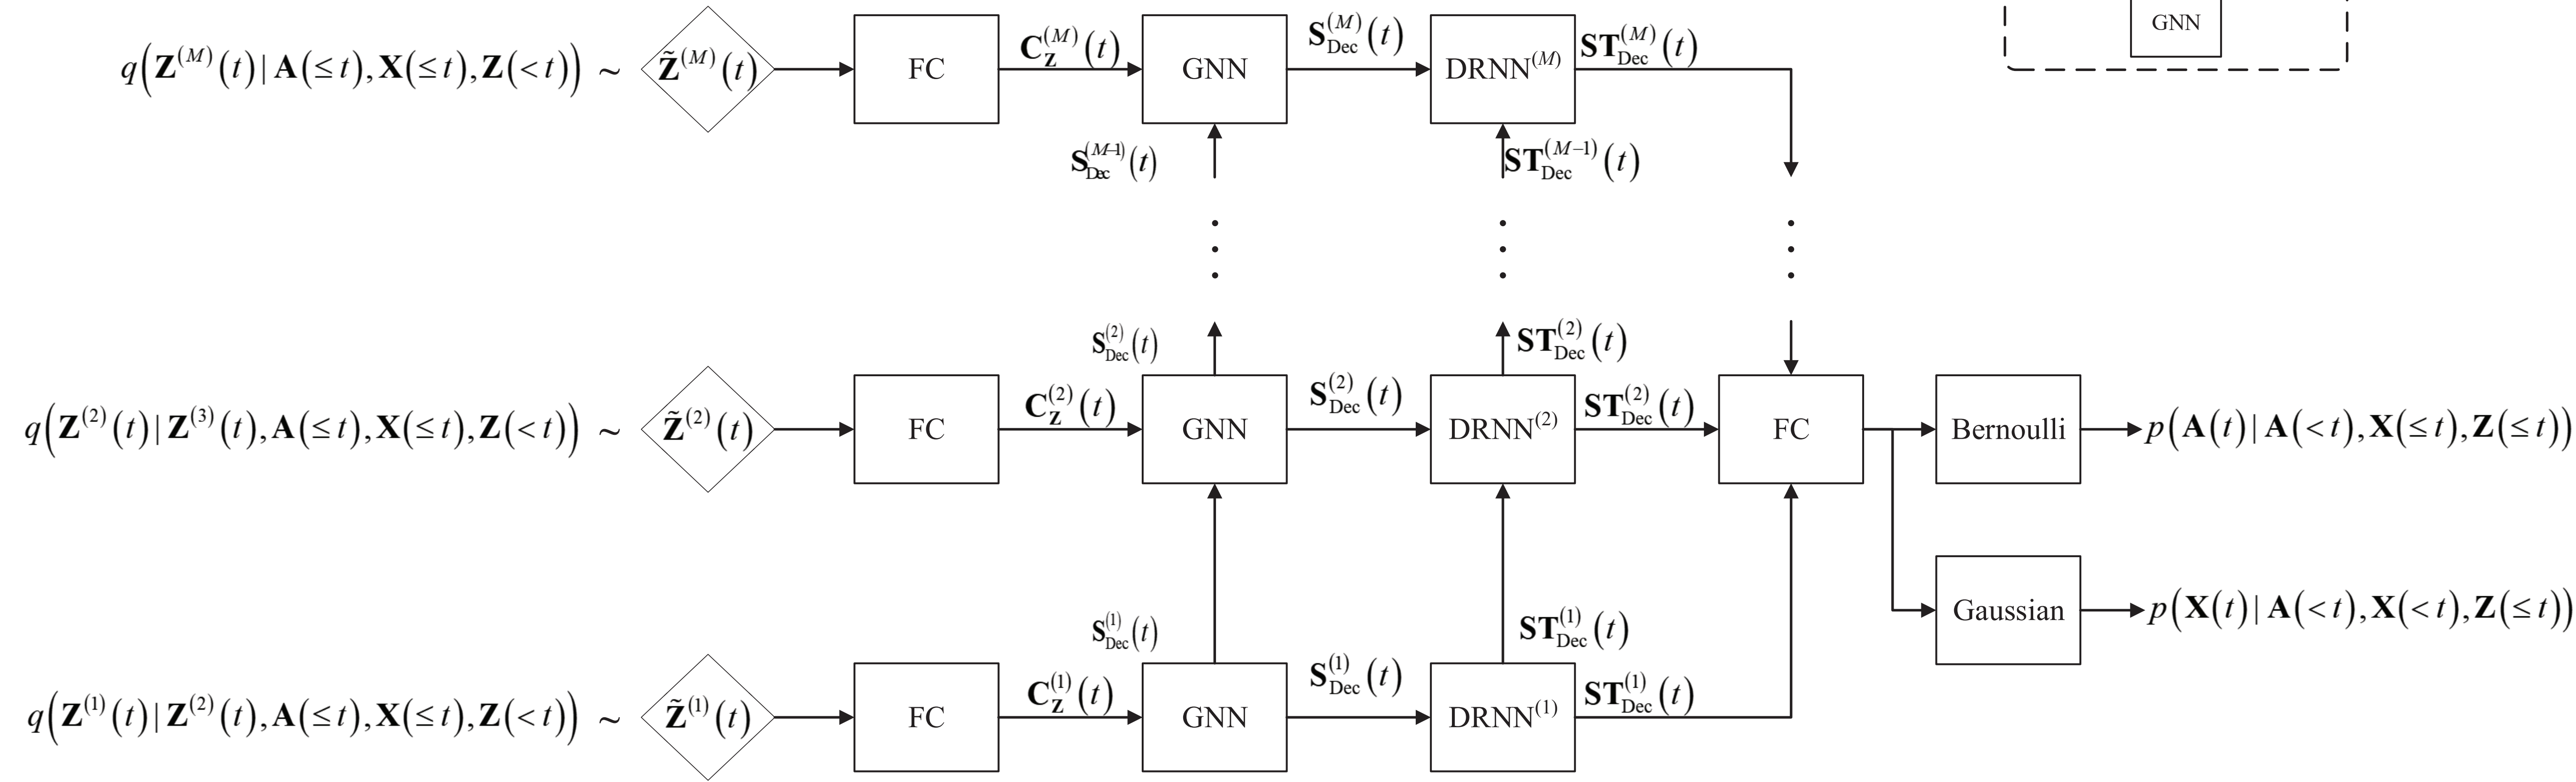 GNN
q(Z^(M)(t) | A(≤t), X(≤t), Z(<t)) ~ Z̃^(M)(t) FC C_Z^(M)(t) GNN S_Dec^(M)(t) DRNN^(M) ST_Dec^(M)(t)
S_Dec^(M−1)(t) ST_Dec^(M−1)(t)
S_Dec^(2)(t) ST_Dec^(2)(t)
q(Z^(2)(t) | Z^(3)(t), A(≤t), X(≤t), Z(<t)) ~ Z̃^(2)(t) FC C_Z^(2)(t) GNN S_Dec^(2)(t) DRNN^(2) ST_Dec^(2)(t) FC Bernoulli p(A(t) | A(<t), X(≤t), Z(≤t))
Gaussian p(X(t) | A(<t), X(<t), Z(≤t))
S_Dec^(1)(t) ST_Dec^(1)(t)
q(Z^(1)(t) | Z^(2)(t), A(≤t), X(≤t), Z(<t)) ~ Z̃^(1)(t) FC C_Z^(1)(t) GNN S_Dec^(1)(t) DRNN^(1) ST_Dec^(1)(t)